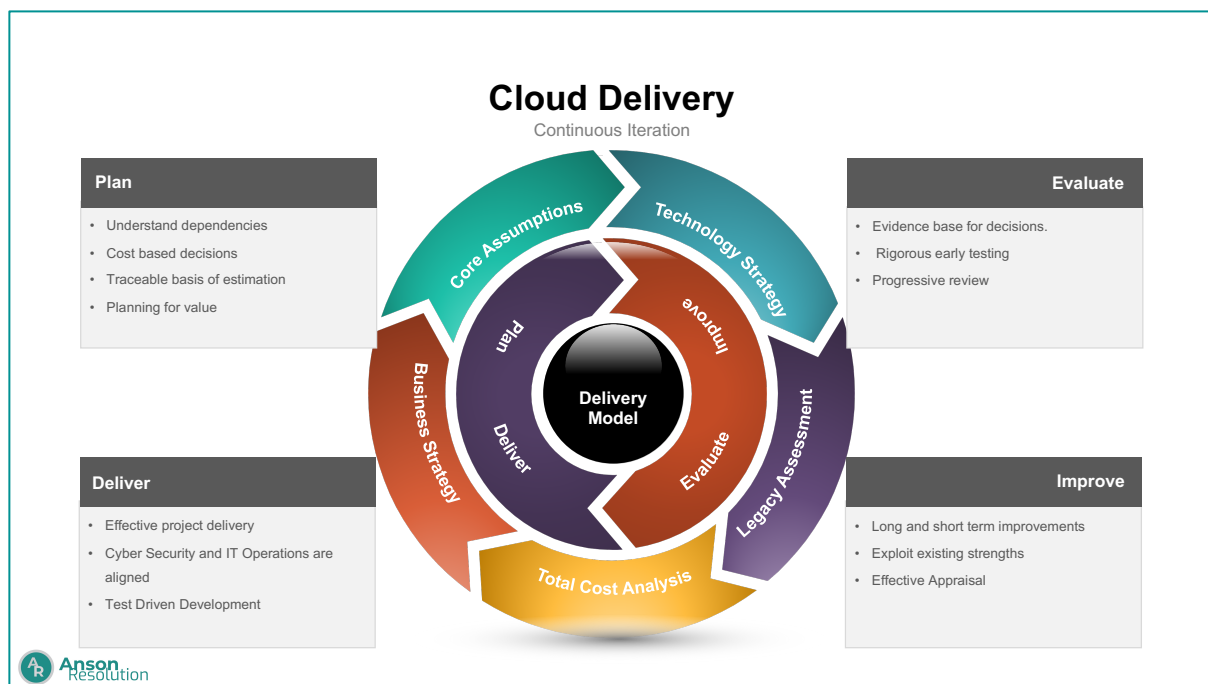 Cloud Delivery
Continuous Iteration
Plan
• Understand dependencies
• Cost based decisions
• Traceable basis of estimation
• Planning for value
Evaluate
• Evidence base for decisions.
• Rigorous early testing
• Progressive review
Core Assumptions
Technology Strategy
Legacy Assessment
Total Cost Analysis
Business Strategy
Plan
Improve
Deliver
Evaluate
Delivery
Model
Deliver
• Effective project delivery
• Cyber Security and IT Operations are
aligned
• Test Driven Development
Improve
• Long and short term improvements
• Exploit existing strengths
• Effective Appraisal
AR
Anson
Resolution